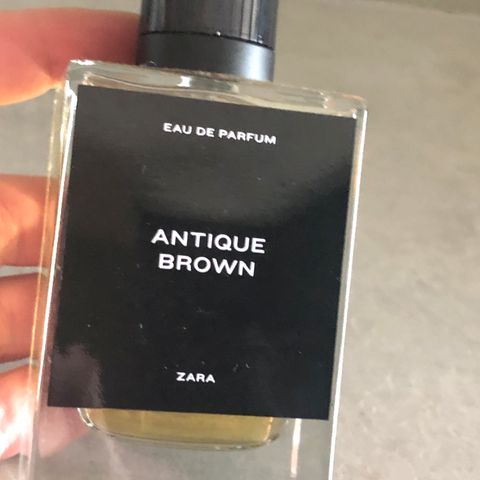 EAU DE PARFUM
ANTIQUE
BROWN
ZARA